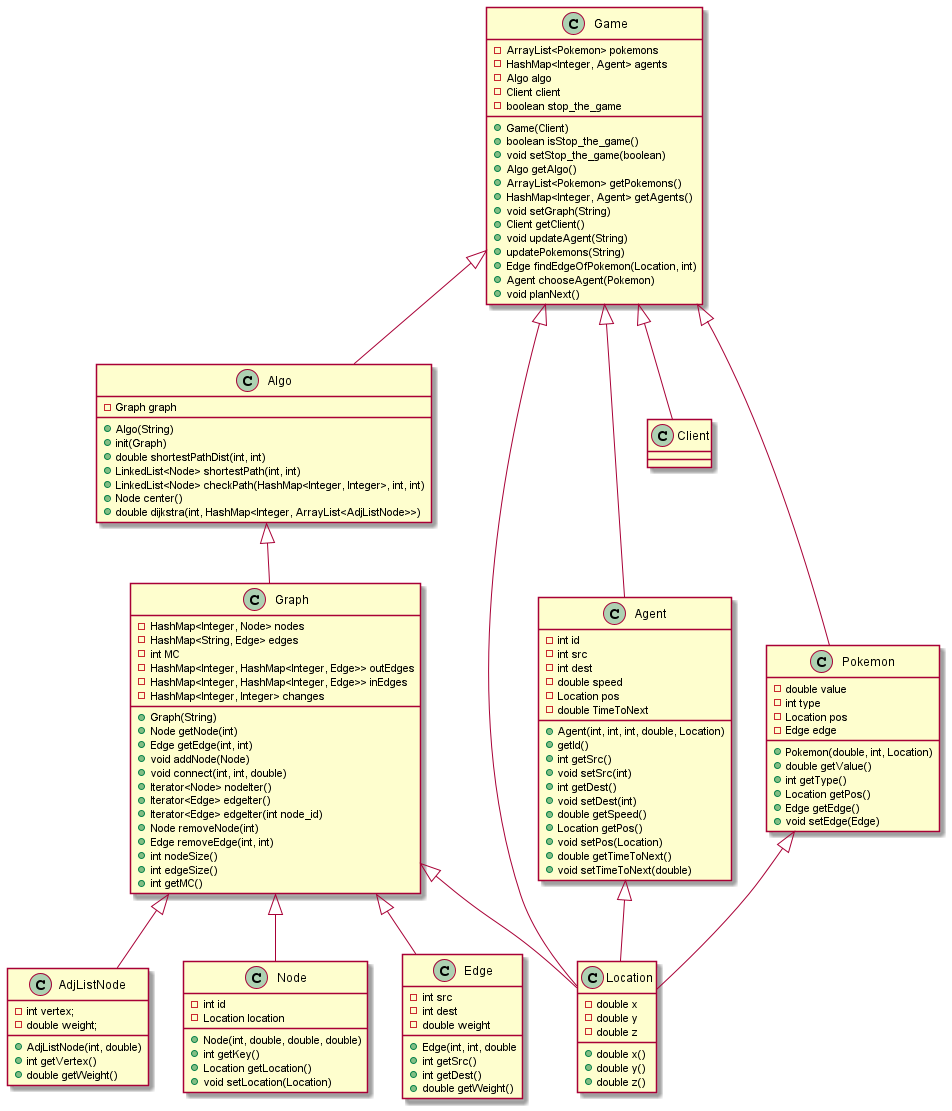 C Game
ArrayList<Pokemon> pokemons
HashMap<Integer, Agent> agents
Algo algo
Client client
boolean stop_the_game
Game(Client)
boolean isStop_the_game()
void setStop_the_game(boolean)
Algo getAlgo()
ArrayList<Pokemon> getPokemons()
HashMap<Integer, Agent> getAgents()
void setGraph(String)
Client getClient()
void updateAgent(String)
updatePokemons(String)
Edge findEdgeOfPokemon(Location, int)
Agent chooseAgent(Pokemon)
void planNext()
C Algo
Graph graph
Algo(String)
init(Graph)
double shortestPathDist(int, int)
LinkedList<Node> shortestPath(int, int)
LinkedList<Node> checkPath(HashMap<Integer, Integer>, int, int)
Node center()
double dijkstra(int, HashMap<Integer, ArrayList<AdjListNode>>)
C Client
C Graph
HashMap<Integer, Node> nodes
HashMap<String, Edge> edges
int MC
HashMap<Integer, HashMap<Integer, Edge>> outEdges
HashMap<Integer, HashMap<Integer, Edge>> inEdges
HashMap<Integer, Integer> changes
Graph(String)
Node getNode(int)
Edge getEdge(int, int)
void addNode(Node)
void connect(int, int, double)
Iterator<Node> nodeIter()
Iterator<Edge> edgeIter()
Iterator<Edge> edgeIter(int node_id)
Node removeNode(int)
Edge removeEdge(int, int)
int nodeSize()
int edgeSize()
int getMC()
C Agent
int id
int src
int dest
double speed
Location pos
double TimeToNext
Agent(int, int, int, double, Location)
getId()
int getSrc()
void setSrc(int)
int getDest()
void setDest(int)
double getSpeed()
Location getPos()
void setPos(Location)
double getTimeToNext()
void setTimeToNext(double)
C Pokemon
double value
int type
Location pos
Edge edge
Pokemon(double, int, Location)
double getValue()
int getType()
Location getPos()
Edge getEdge()
void setEdge(Edge)
C AdjListNode
int vertex;
double weight;
AdjListNode(int, double)
int getVertex()
double getWeight()
C Node
int id
Location location
Node(int, double, double, double)
int getKey()
Location getLocation()
void setLocation(Location)
C Edge
int src
int dest
double weight
Edge(int, int, double
int getSrc()
int getDest()
double getWeight()
C Location
double x
double y
double z
double x()
double y()
double z()